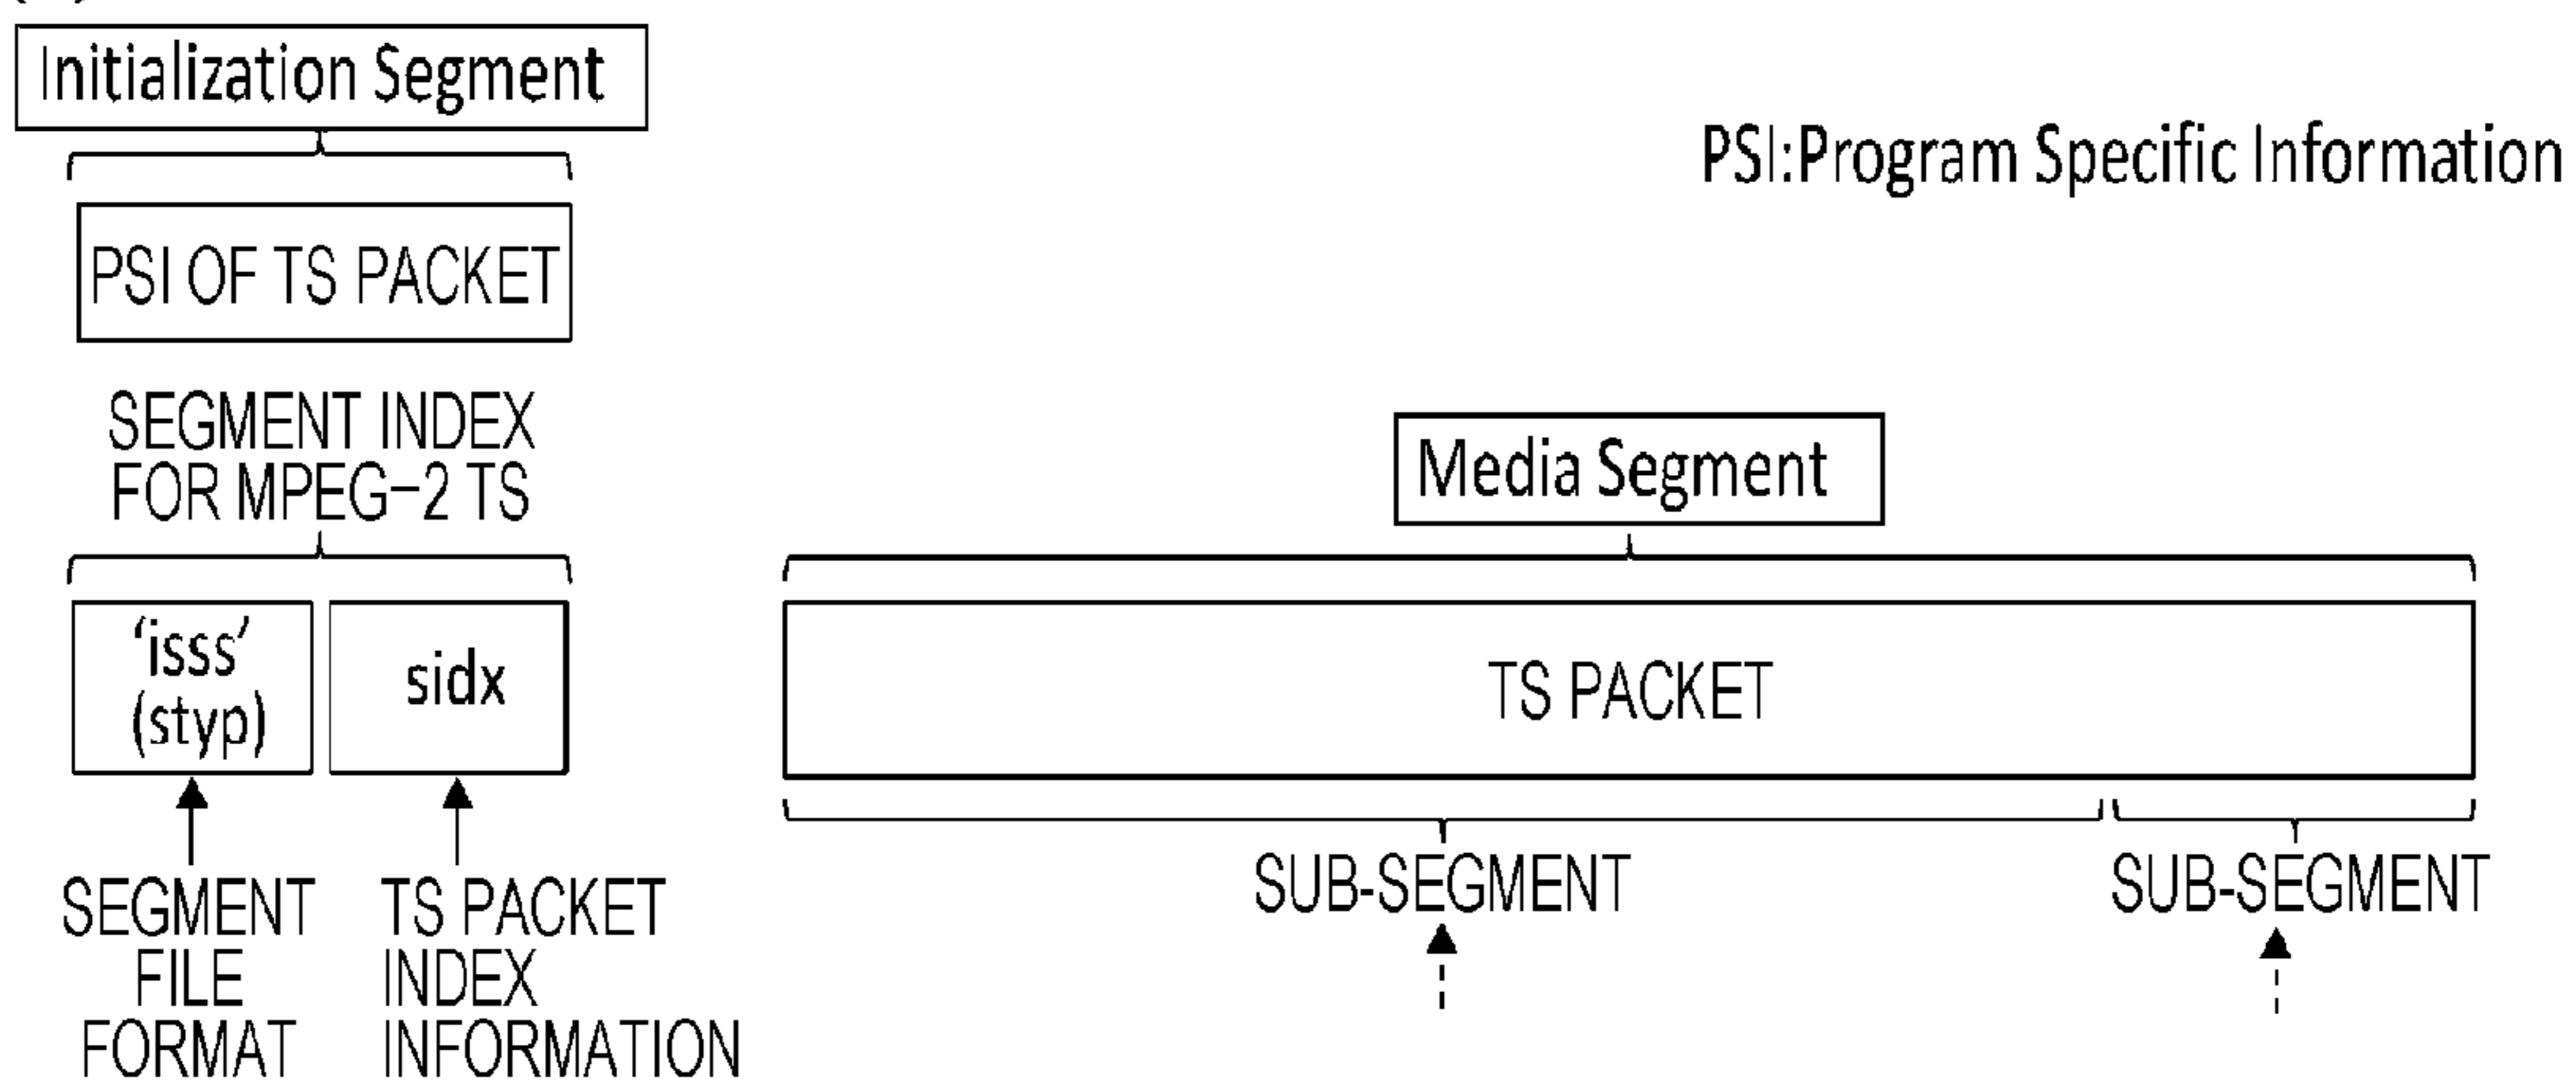 Initialization Segment
PSI:Program Specific Information
PSI OF TS PACKET
SEGMENT INDEX
FOR MPEG-2 TS
Media Segment
'isss'
(styp)
sidx
TS PACKET
SEGMENT
FILE
FORMAT
TS PACKET
INDEX
INFORMATION
SUB-SEGMENT
SUB-SEGMENT